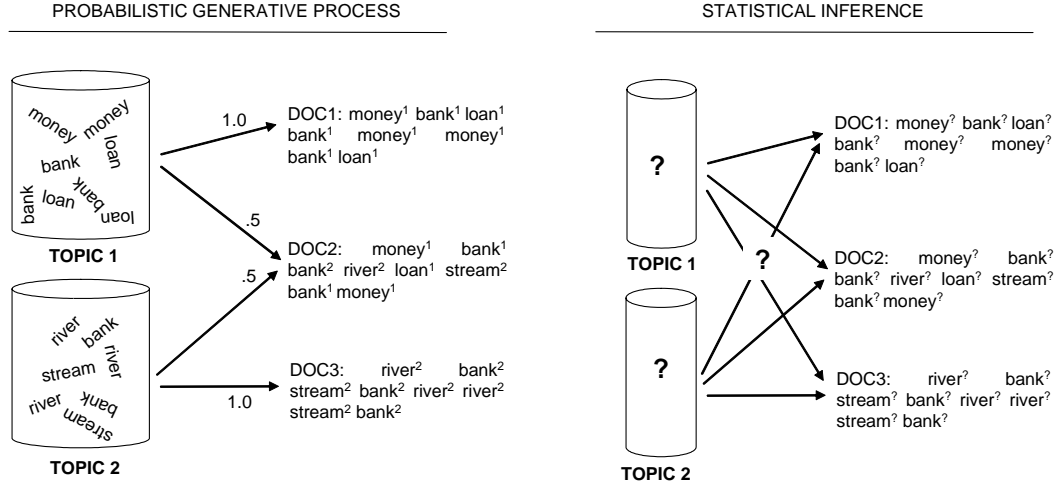 PROBABILISTIC GENERATIVE PROCESS
money
money
loan
bank
bank
loan
bank
loan
TOPIC 1
river
bank
river
stream
river
bank
stream
TOPIC 2
1.0
.5
.5
1.0
DOC1: money¹ bank¹ loan¹
bank¹ money¹ money¹
bank¹ loan¹
DOC2: money¹ bank¹
bank² river² loan¹ stream²
bank¹ money¹
DOC3: river² bank²
stream² bank² river² river²
stream² bank²
STATISTICAL INFERENCE
?
TOPIC 1
?
?
TOPIC 2
DOC1: money? bank? loan?
bank? money? money?
bank? loan?
DOC2: money? bank?
bank? river? loan? stream?
bank? money?
DOC3: river? bank?
stream? bank? river? river?
stream? bank?